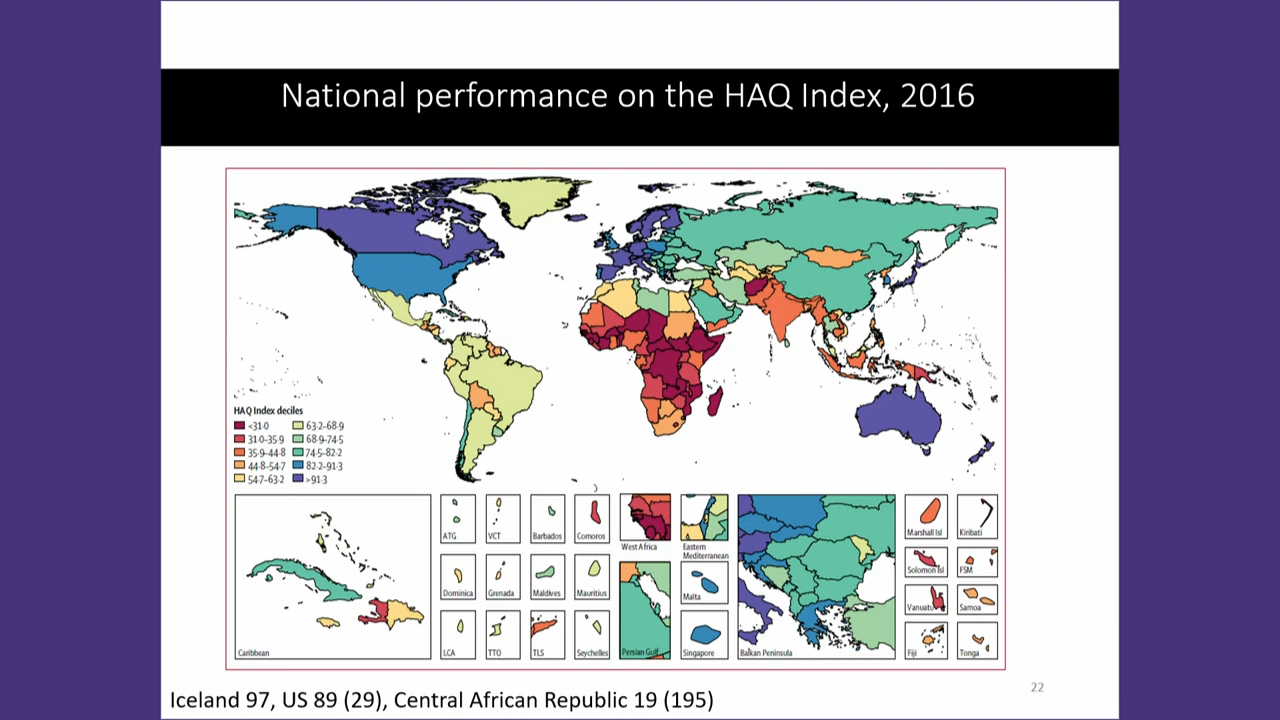 National performance on the HAQ Index, 2016
HAQ Index deciles
<31·0
63·2–68·9
31·0–35·9
68·9–74·5
35·9–44·8
74·5–82·2
44·8–54·7
82·2–91·3
54·7–63·2
>91·3
ATG
VCT
Barbados
Comoros
West Africa
Eastern
Mediterranean
Marshall Isl
Kiribati
Dominica
Grenada
Maldives
Mauritius
Malta
Solomon Isl
FSM
Vanuatu
Samoa
Caribbean
LCA
TTO
TLS
Seychelles
Persian Gulf
Singapore
Balkan Peninsula
Fiji
Tonga
22
Iceland 97, US 89 (29), Central African Republic 19 (195)